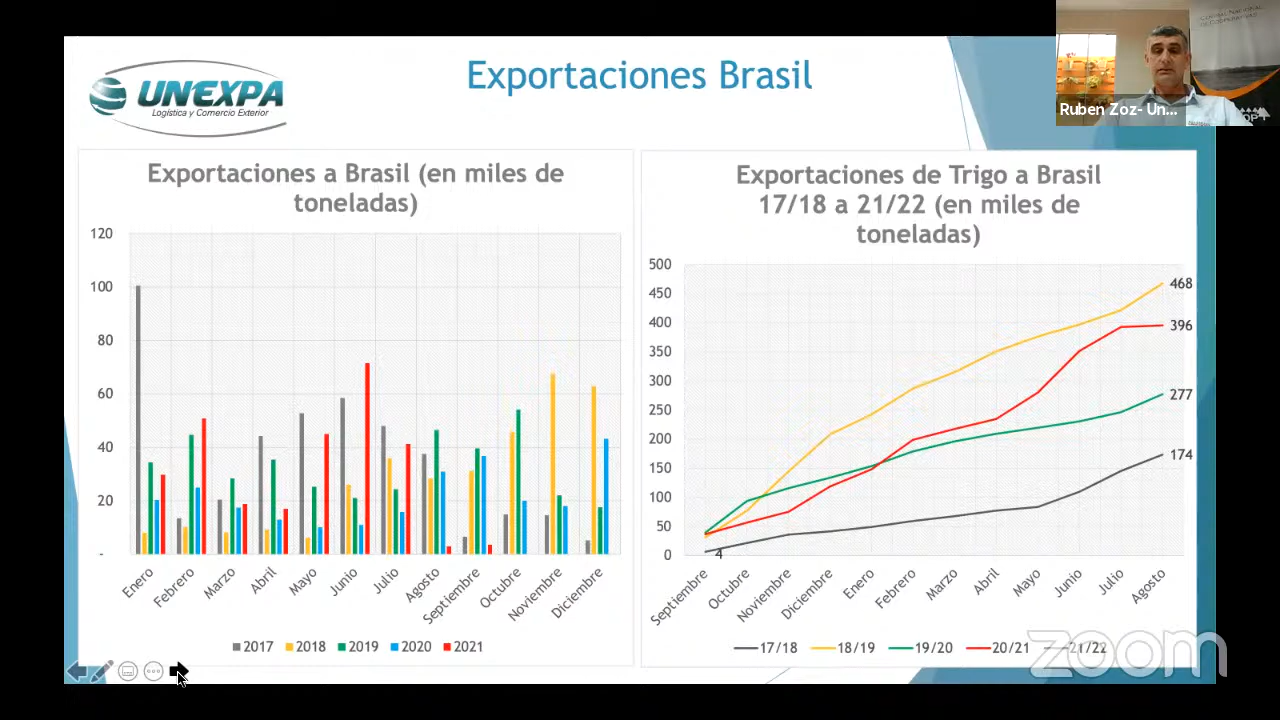 UNEXPA
Logística y Comercio Exterior
Exportaciones Brasil
Ruben Zoz- Un...
Exportaciones a Brasil (en miles de
toneladas)
120
100
80
60
40
20
-
Enero
Febrero
Marzo
Abril
Mayo
Junio
Julio
Agosto
Septiembre
Octubre
Noviembre
Diciembre
2017
2018
2019
2020
2021
Exportaciones de Trigo a Brasil
17/18 a 21/22 (en miles de
toneladas)
500
450
400
350
300
250
200
150
100
50
0
468
396
277
174
4
Septiembre
Octubre
Noviembre
Diciembre
Enero
Febrero
Marzo
Abril
Mayo
Junio
Julio
Agosto
17/18
18/19
19/20
20/21
21/22
zoom